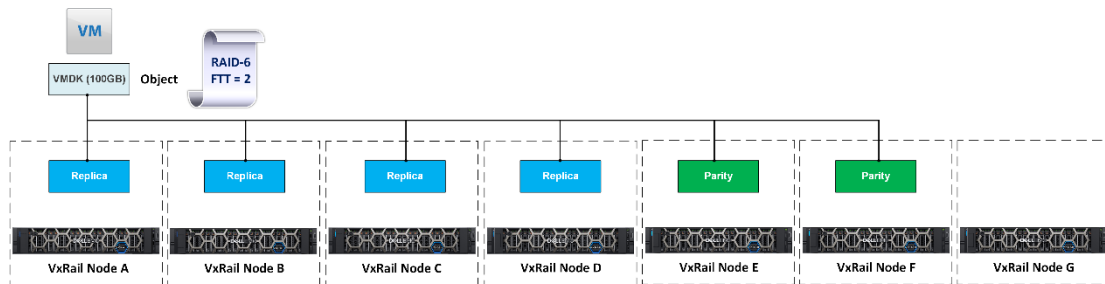 VM
RAID-6
FTT = 2
VMDK (100GB) Object
Replica Replica Replica Replica Parity Parity
VxRail Node A VxRail Node B VxRail Node C VxRail Node D VxRail Node E VxRail Node F VxRail Node G